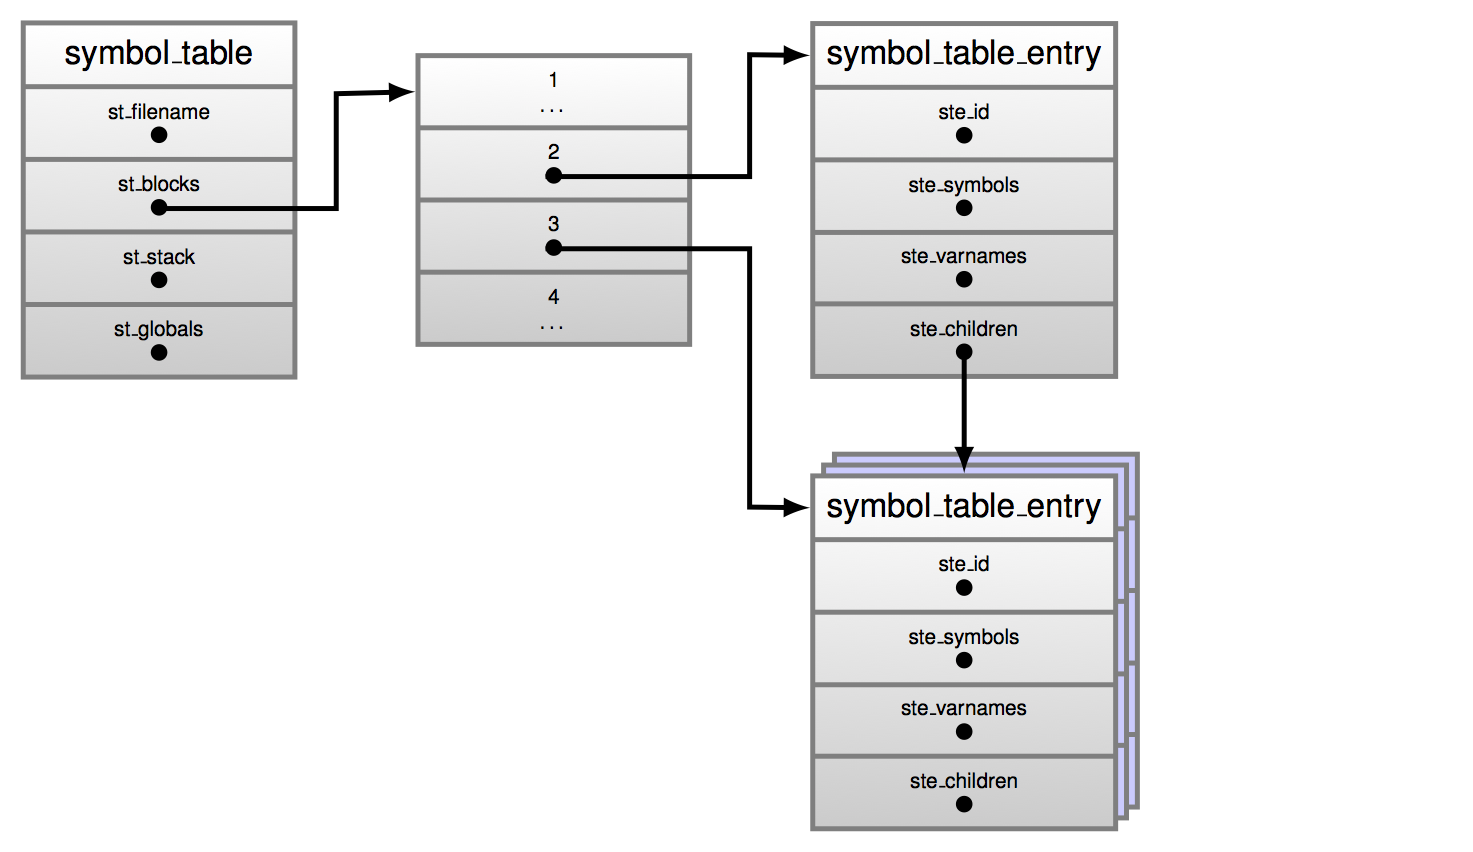 symbol_table
st_filename
st_blocks
st_stack
st_globals
1
...
2
3
4
...
symbol_table_entry
ste_id
ste_symbols
ste_varnames
ste_children
symbol_table_entry
ste_id
ste_symbols
ste_varnames
ste_children